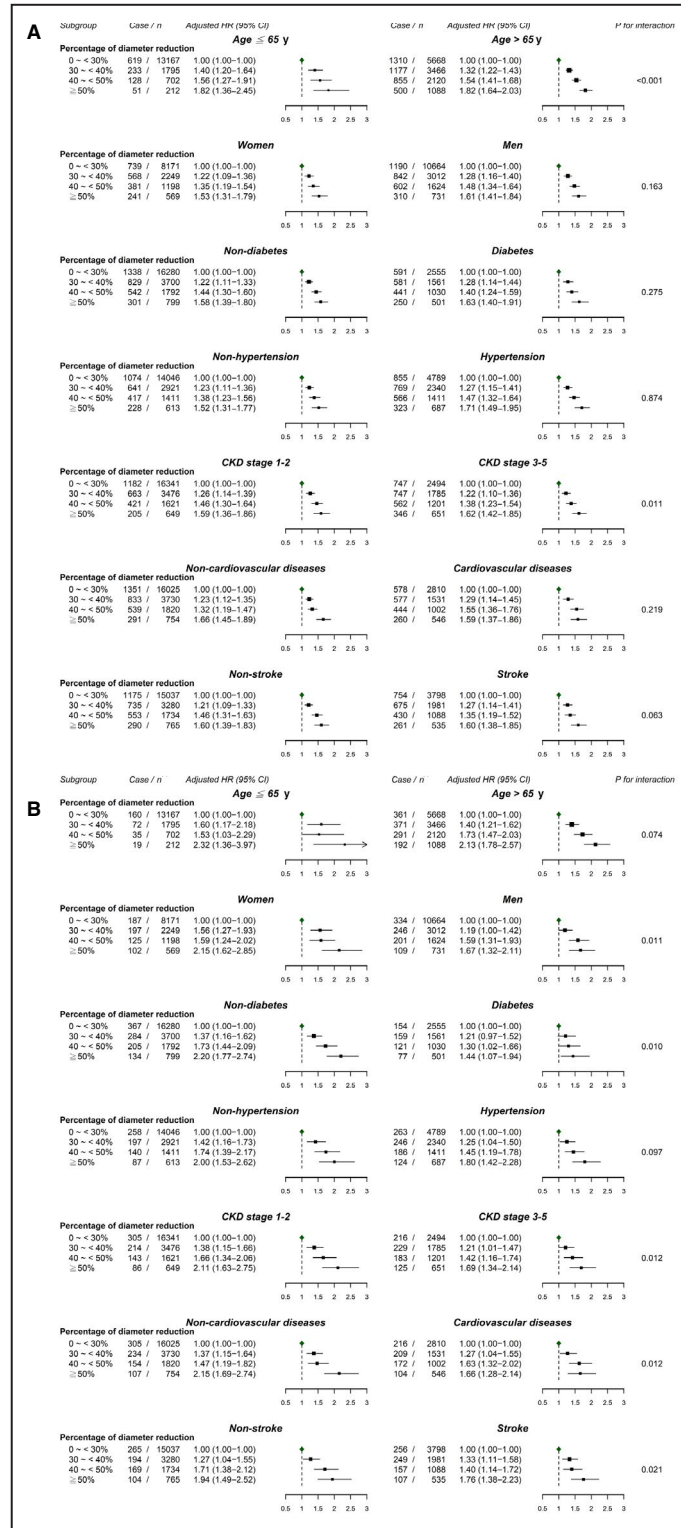 A
Subgroup Case / n Adjusted HR (95% CI) Case / n Adjusted HR (95% CI) P for interaction
Age ≦ 65 y Age > 65 y
Percentage of diameter reduction
0 ~ < 30% 619 / 13167 1.00 (1.00−1.00) 1310 / 5668 1.00 (1.00−1.00)
30 ~ < 40% 233 / 1795 1.40 (1.20−1.64) 1177 / 3466 1.32 (1.22−1.43)
<0.001
40 ~ < 50% 128 / 702 1.56 (1.27−1.91) 855 / 2120 1.54 (1.41−1.68)
≧50% 51 / 212 1.82 (1.36−2.45) 500 / 1088 1.82 (1.64−2.03)
0.5 1 1.5 2 2.5 3 0.5 1 1.5 2 2.5 3
Women Men
Percentage of diameter reduction
0 ~ < 30% 739 / 8171 1.00 (1.00−1.00) 1190 / 10664 1.00 (1.00−1.00)
30 ~ < 40% 568 / 2249 1.22 (1.09−1.36) 842 / 3012 1.28 (1.16−1.40)
0.163
40 ~ < 50% 381 / 1198 1.35 (1.19−1.54) 602 / 1624 1.48 (1.34−1.64)
≧50% 241 / 569 1.53 (1.31−1.79) 310 / 731 1.61 (1.41−1.84)
0.5 1 1.5 2 2.5 3 0.5 1 1.5 2 2.5 3
Non-diabetes Diabetes
Percentage of diameter reduction
0 ~ < 30% 1338 / 16280 1.00 (1.00−1.00) 591 / 2555 1.00 (1.00−1.00)
30 ~ < 40% 829 / 3700 1.22 (1.11−1.33) 581 / 1561 1.28 (1.14−1.44)
0.275
40 ~ < 50% 542 / 1792 1.44 (1.30−1.60) 441 / 1030 1.40 (1.24−1.59)
≧50% 301 / 799 1.58 (1.39−1.80) 250 / 501 1.63 (1.40−1.91)
0.5 1 1.5 2 2.5 3 0.5 1 1.5 2 2.5 3
Non-hypertension Hypertension
Percentage of diameter reduction
0 ~ < 30% 1074 / 14046 1.00 (1.00−1.00) 855 / 4789 1.00 (1.00−1.00)
30 ~ < 40% 641 / 2921 1.23 (1.11−1.36) 769 / 2340 1.27 (1.15−1.41)
0.874
40 ~ < 50% 417 / 1411 1.38 (1.23−1.56) 566 / 1411 1.47 (1.32−1.64)
≧50% 228 / 613 1.52 (1.31−1.77) 323 / 687 1.71 (1.49−1.95)
0.5 1 1.5 2 2.5 3 0.5 1 1.5 2 2.5 3
CKD stage 1-2 CKD stage 3-5
Percentage of diameter reduction
0 ~ < 30% 1182 / 16341 1.00 (1.00−1.00) 747 / 2494 1.00 (1.00−1.00)
30 ~ < 40% 663 / 3476 1.26 (1.14−1.39) 747 / 1785 1.22 (1.10−1.36)
0.011
40 ~ < 50% 421 / 1621 1.46 (1.30−1.64) 562 / 1201 1.38 (1.23−1.54)
≧50% 205 / 649 1.59 (1.36−1.86) 346 / 651 1.62 (1.42−1.85)
0.5 1 1.5 2 2.5 3 0.5 1 1.5 2 2.5 3
Non-cardiovascular diseases Cardiovascular diseases
Percentage of diameter reduction
0 ~ < 30% 1351 / 16025 1.00 (1.00−1.00) 578 / 2810 1.00 (1.00−1.00)
30 ~ < 40% 833 / 3730 1.23 (1.12−1.35) 577 / 1531 1.29 (1.14−1.45)
0.219
40 ~ < 50% 539 / 1820 1.32 (1.19−1.47) 444 / 1002 1.55 (1.36−1.76)
≧50% 291 / 754 1.66 (1.45−1.89) 260 / 546 1.59 (1.37−1.86)
0.5 1 1.5 2 2.5 3 0.5 1 1.5 2 2.5 3
Non-stroke Stroke
Percentage of diameter reduction
0 ~ < 30% 1175 / 15037 1.00 (1.00−1.00) 754 / 3798 1.00 (1.00−1.00)
30 ~ < 40% 735 / 3280 1.21 (1.09−1.33) 675 / 1981 1.27 (1.14−1.41)
0.063
40 ~ < 50% 553 / 1734 1.46 (1.31−1.63) 430 / 1088 1.35 (1.19−1.52)
≧50% 290 / 765 1.60 (1.39−1.83) 261 / 535 1.60 (1.38−1.85)
0.5 1 1.5 2 2.5 3 0.5 1 1.5 2 2.5 3
B
Subgroup Case / n Adjusted HR (95% CI) Case / n Adjusted HR (95% CI) P for interaction
Age ≦ 65 y Age > 65 y
Percentage of diameter reduction
0 ~ < 30% 160 / 13167 1.00 (1.00−1.00) 361 / 5668 1.00 (1.00−1.00)
30 ~ < 40% 72 / 1795 1.60 (1.17−2.18) 371 / 3466 1.40 (1.21−1.62)
0.074
40 ~ < 50% 35 / 702 1.53 (1.03−2.29) 291 / 2120 1.73 (1.47−2.03)
≧50% 19 / 212 2.32 (1.36−3.97) 192 / 1088 2.13 (1.78−2.57)
0.5 1 1.5 2 2.5 3 0.5 1 1.5 2 2.5 3
Women Men
Percentage of diameter reduction
0 ~ < 30% 187 / 8171 1.00 (1.00−1.00) 334 / 10664 1.00 (1.00−1.00)
30 ~ < 40% 197 / 2249 1.56 (1.27−1.93) 246 / 3012 1.19 (1.00−1.42)
0.011
40 ~ < 50% 125 / 1198 1.59 (1.24−2.02) 201 / 1624 1.59 (1.31−1.93)
≧50% 102 / 569 2.15 (1.62−2.85) 109 / 731 1.67 (1.32−2.11)
0.5 1 1.5 2 2.5 3 0.5 1 1.5 2 2.5 3
Non-diabetes Diabetes
Percentage of diameter reduction
0 ~ < 30% 367 / 16280 1.00 (1.00−1.00) 154 / 2555 1.00 (1.00−1.00)
30 ~ < 40% 284 / 3700 1.37 (1.16−1.62) 159 / 1561 1.21 (0.97−1.52)
0.010
40 ~ < 50% 205 / 1792 1.73 (1.44−2.09) 121 / 1030 1.30 (1.02−1.66)
≧50% 134 / 799 2.20 (1.77−2.74) 77 / 501 1.44 (1.07−1.94)
0.5 1 1.5 2 2.5 3 0.5 1 1.5 2 2.5 3
Non-hypertension Hypertension
Percentage of diameter reduction
0 ~ < 30% 258 / 14046 1.00 (1.00−1.00) 263 / 4789 1.00 (1.00−1.00)
30 ~ < 40% 197 / 2921 1.42 (1.16−1.73) 246 / 2340 1.25 (1.04−1.50)
0.097
40 ~ < 50% 140 / 1411 1.74 (1.39−2.17) 186 / 1411 1.45 (1.19−1.78)
≧50% 87 / 613 2.00 (1.53−2.62) 124 / 687 1.80 (1.42−2.28)
0.5 1 1.5 2 2.5 3 0.5 1 1.5 2 2.5 3
CKD stage 1-2 CKD stage 3-5
Percentage of diameter reduction
0 ~ < 30% 305 / 16341 1.00 (1.00−1.00) 216 / 2494 1.00 (1.00−1.00)
30 ~ < 40% 214 / 3476 1.38 (1.15−1.66) 229 / 1785 1.21 (1.01−1.47)
0.012
40 ~ < 50% 143 / 1621 1.66 (1.34−2.06) 183 / 1201 1.42 (1.16−1.74)
≧50% 86 / 649 2.11 (1.63−2.75) 125 / 651 1.69 (1.34−2.14)
0.5 1 1.5 2 2.5 3 0.5 1 1.5 2 2.5 3
Non-cardiovascular diseases Cardiovascular diseases
Percentage of diameter reduction
0 ~ < 30% 305 / 16025 1.00 (1.00−1.00) 216 / 2810 1.00 (1.00−1.00)
30 ~ < 40% 234 / 3730 1.37 (1.15−1.64) 209 / 1531 1.27 (1.04−1.55)
0.012
40 ~ < 50% 154 / 1820 1.47 (1.19−1.82) 172 / 1002 1.63 (1.32−2.02)
≧50% 107 / 754 2.15 (1.69−2.74) 104 / 546 1.66 (1.28−2.14)
0.5 1 1.5 2 2.5 3 0.5 1 1.5 2 2.5 3
Non-stroke Stroke
Percentage of diameter reduction
0 ~ < 30% 265 / 15037 1.00 (1.00−1.00) 256 / 3798 1.00 (1.00−1.00)
30 ~ < 40% 194 / 3280 1.27 (1.04−1.55) 249 / 1981 1.33 (1.11−1.58)
0.021
40 ~ < 50% 169 / 1734 1.71 (1.38−2.12) 157 / 1088 1.40 (1.14−1.72)
≧50% 104 / 765 1.94 (1.49−2.52) 107 / 535 1.76 (1.38−2.23)
0.5 1 1.5 2 2.5 3 0.5 1 1.5 2 2.5 3